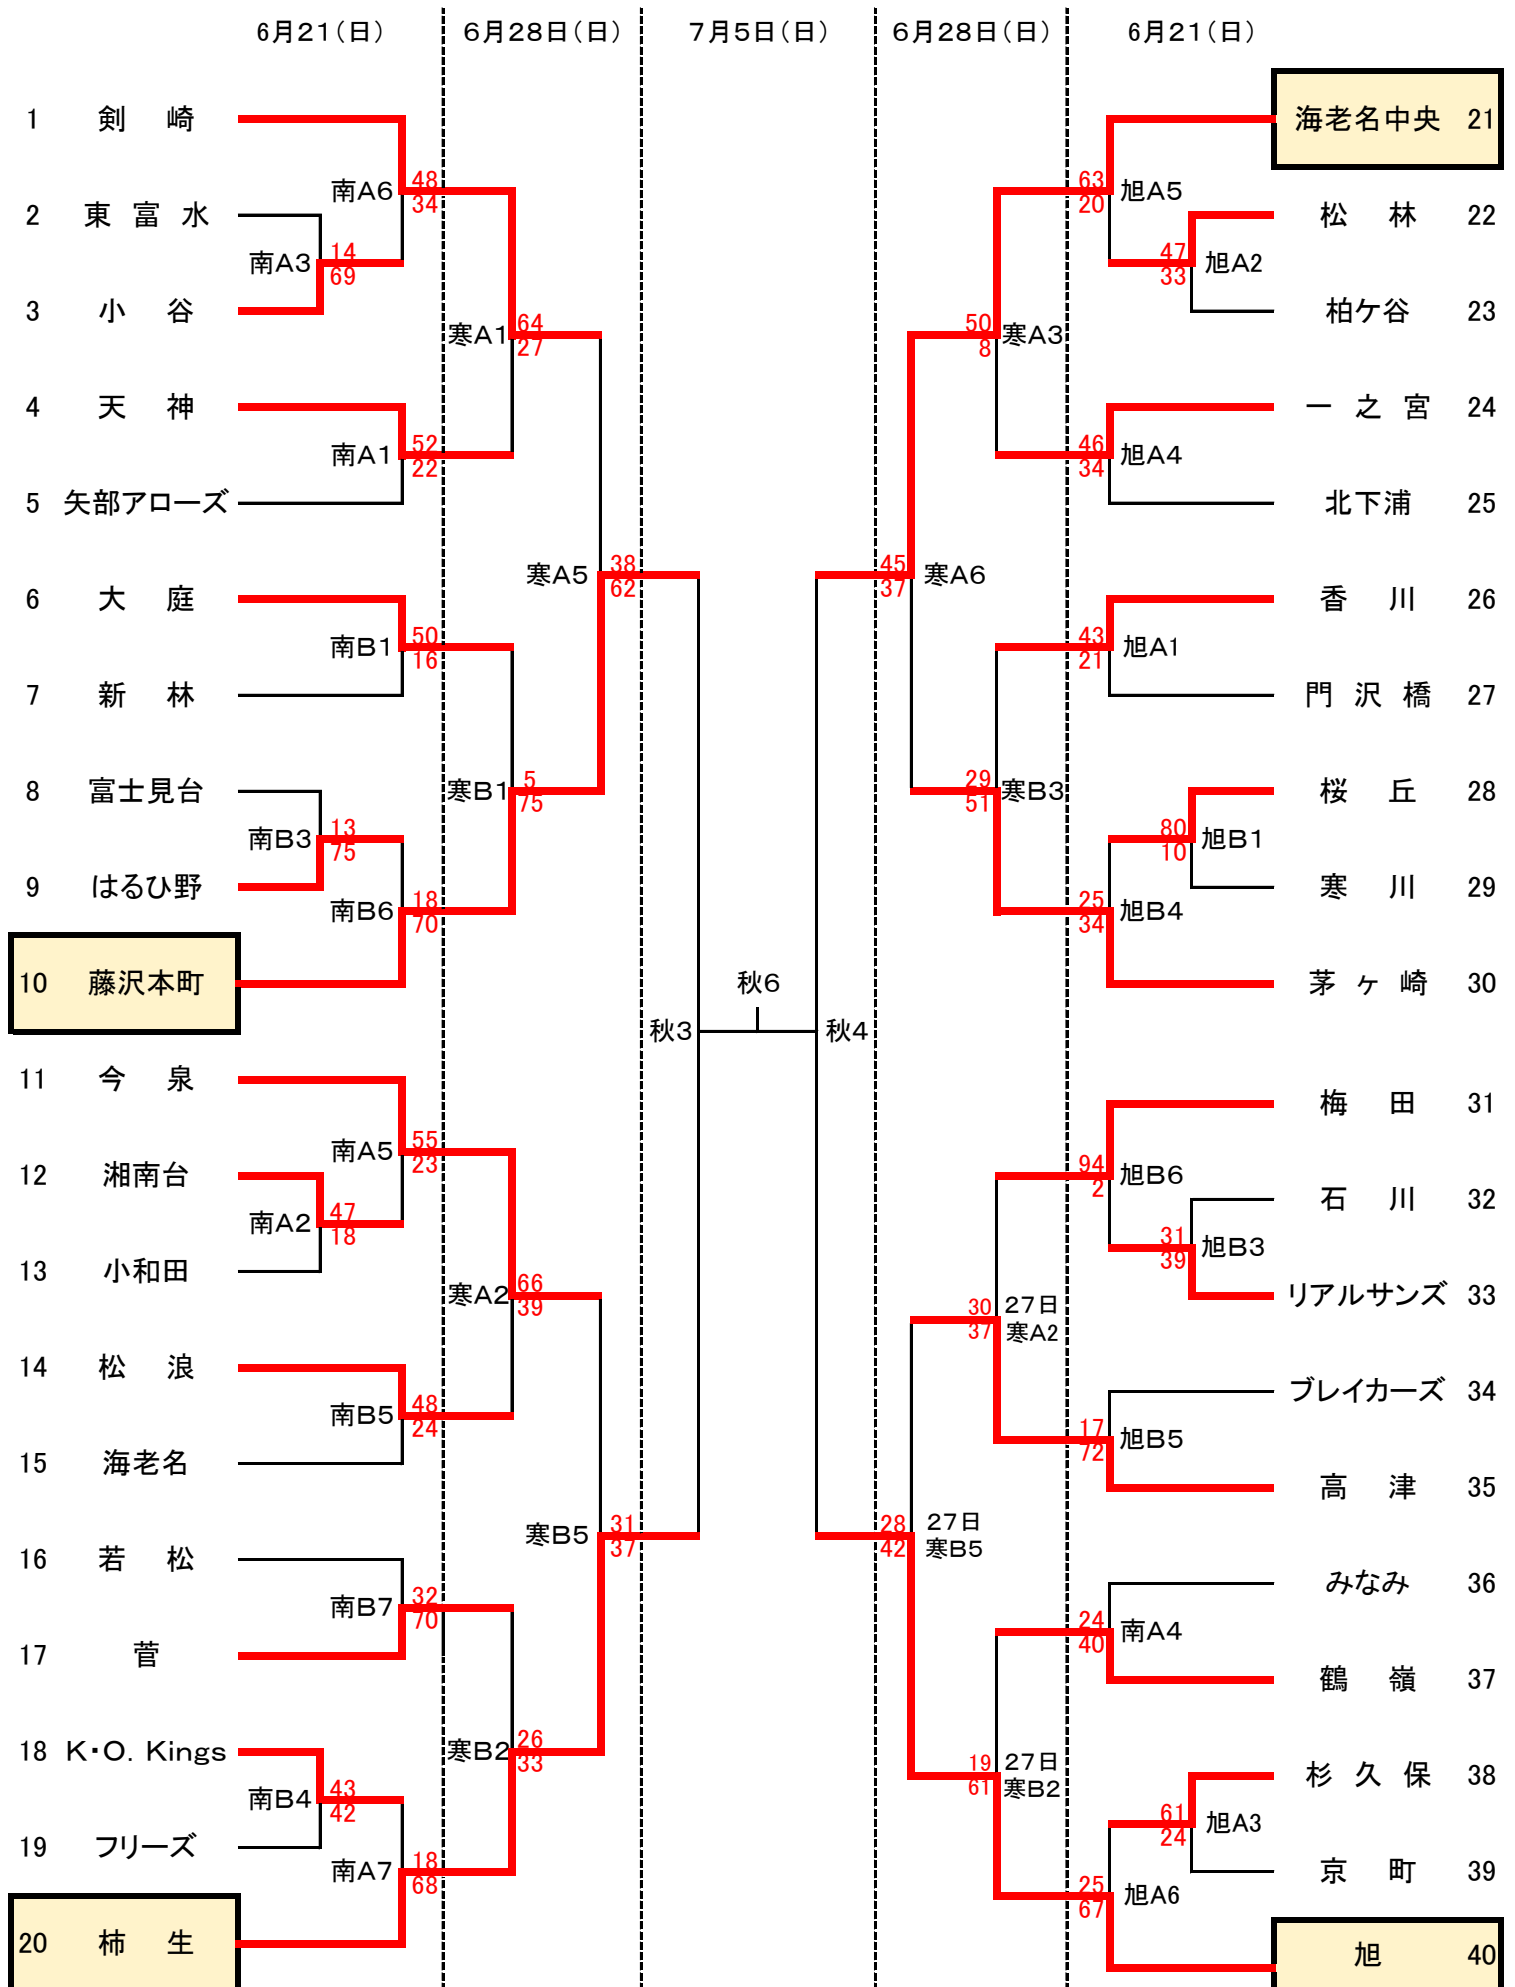 6月21(日) 6月28日(日) 7月5日(日) 6月28日(日) 6月21(日)
1 剣崎
2 東富水
3 小谷
4 天神
5 矢部アローズ
6 大庭
7 新林
8 富士見台
9 はるひ野
10 藤沢本町
11 今泉
12 湘南台
13 小和田
14 松浪
15 海老名
16 若松
17 菅
18 K・O. Kings
19 フリーズ
20 柿生
南A6 48 34
南A3 14 69
南A1 52 22
南B1 50 16
南B3 13 75
南B6 18 70
南A5 55 23
南A2 47 18
南B5 48 24
南B7 32 70
南B4 43 42
南A7 18 68
寒A1 64 27
寒B1 5 75
寒A2 66 39
寒B2 26 33
寒A5 38 62
寒B5 31 37
秋3
秋6
秋4
45 37 寒A6
28 42 27日
寒B5
50 8 寒A3
29 51 寒B3
30 37 27日
寒A2
19 61 27日
寒B2
63 20 旭A5
47 33 旭A2
46 34 旭A4
43 21 旭A1
80 10 旭B1
25 34 旭B4
94 2 旭B6
31 39 旭B3
17 72 旭B5
24 40 南A4
61 24 旭A3
25 67 旭A6
海老名中央 21
松林 22
柏ケ谷 23
一之宮 24
北下浦 25
香川 26
門沢橋 27
桜丘 28
寒川 29
茅ヶ崎 30
梅田 31
石川 32
リアルサンズ 33
ブレイカーズ 34
高津 35
みなみ 36
鶴嶺 37
杉久保 38
京町 39
旭 40